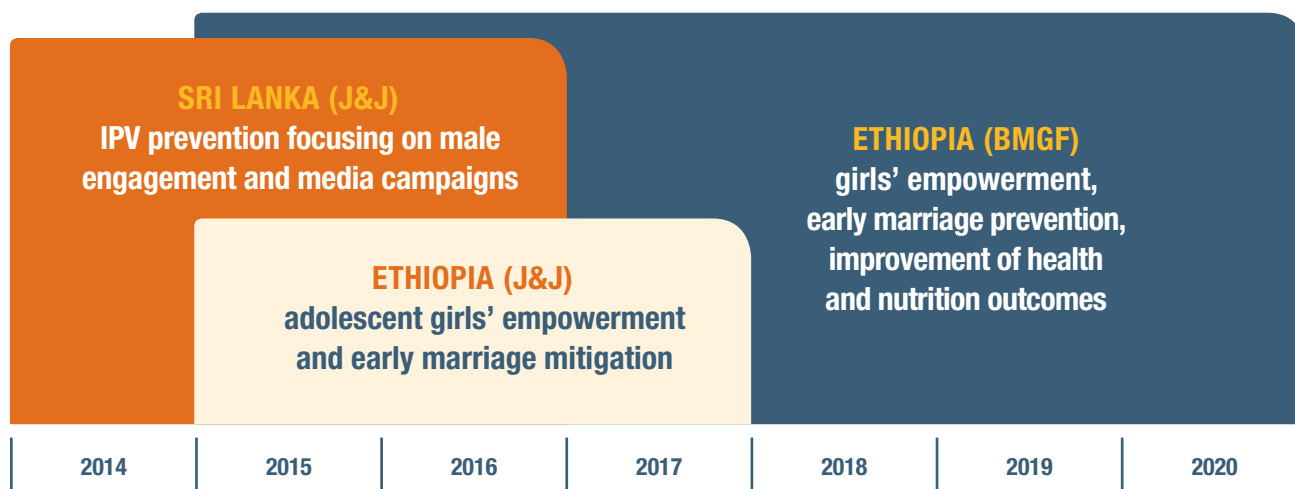 SRI LANKA (J&J)
IPV prevention focusing on male
engagement and media campaigns
ETHIOPIA (J&J)
adolescent girls’ empowerment
and early marriage mitigation
ETHIOPIA (BMGF)
girls’ empowerment,
early marriage prevention,
improvement of health
and nutrition outcomes
2014 2015 2016 2017 2018 2019 2020